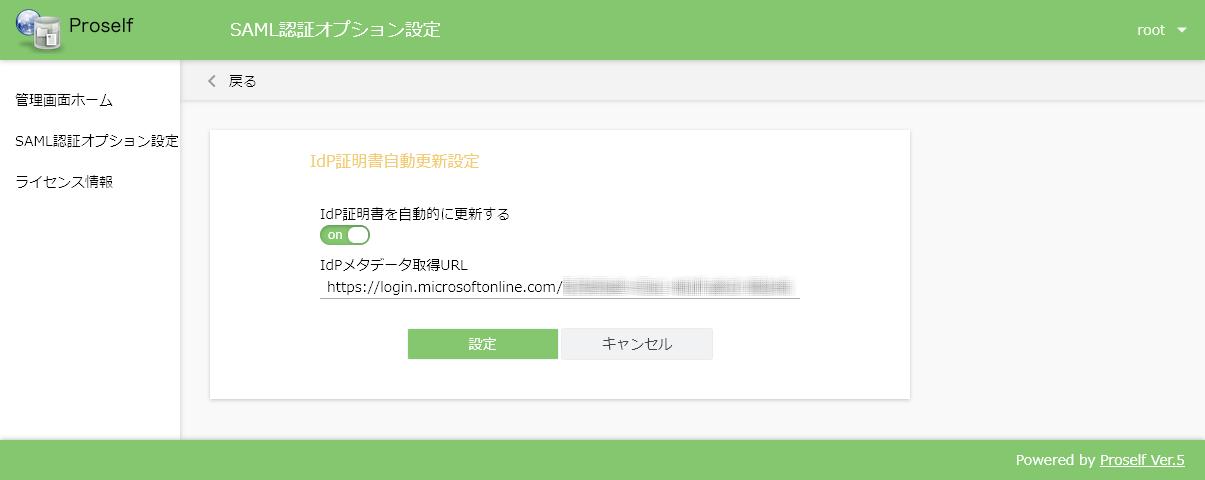 Proself
SAML認証オプション設定
root
管理画面ホーム
SAML認証オプション設定
ライセンス情報
戻る
IdP証明書自動更新設定
IdP証明書を自動的に更新する
on
IdPメタデータ取得URL
https://login.microsoftonline.com/
設定 キャンセル
Powered by Proself Ver.5